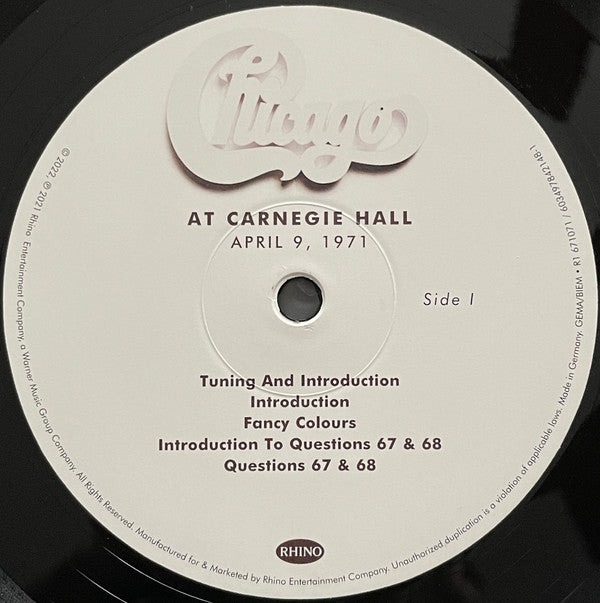 Chicago
AT CARNEGIE HALL
APRIL 9, 1971
Side 1
Tuning And Introduction
Introduction
Fancy Colours
Introduction To Questions 67 & 68
Questions 67 & 68
RHINO
© 2022, ℗ 2021 Rhino Entertainment Company, a Warner Music Group Company. All Rights Reserved. Manufactured for & Marketed by Rhino Entertainment Company. Unauthorized duplication is a violation of applicable laws. Made in Germany. GEMA/BIEM • R1 671071 / 603497842148-1